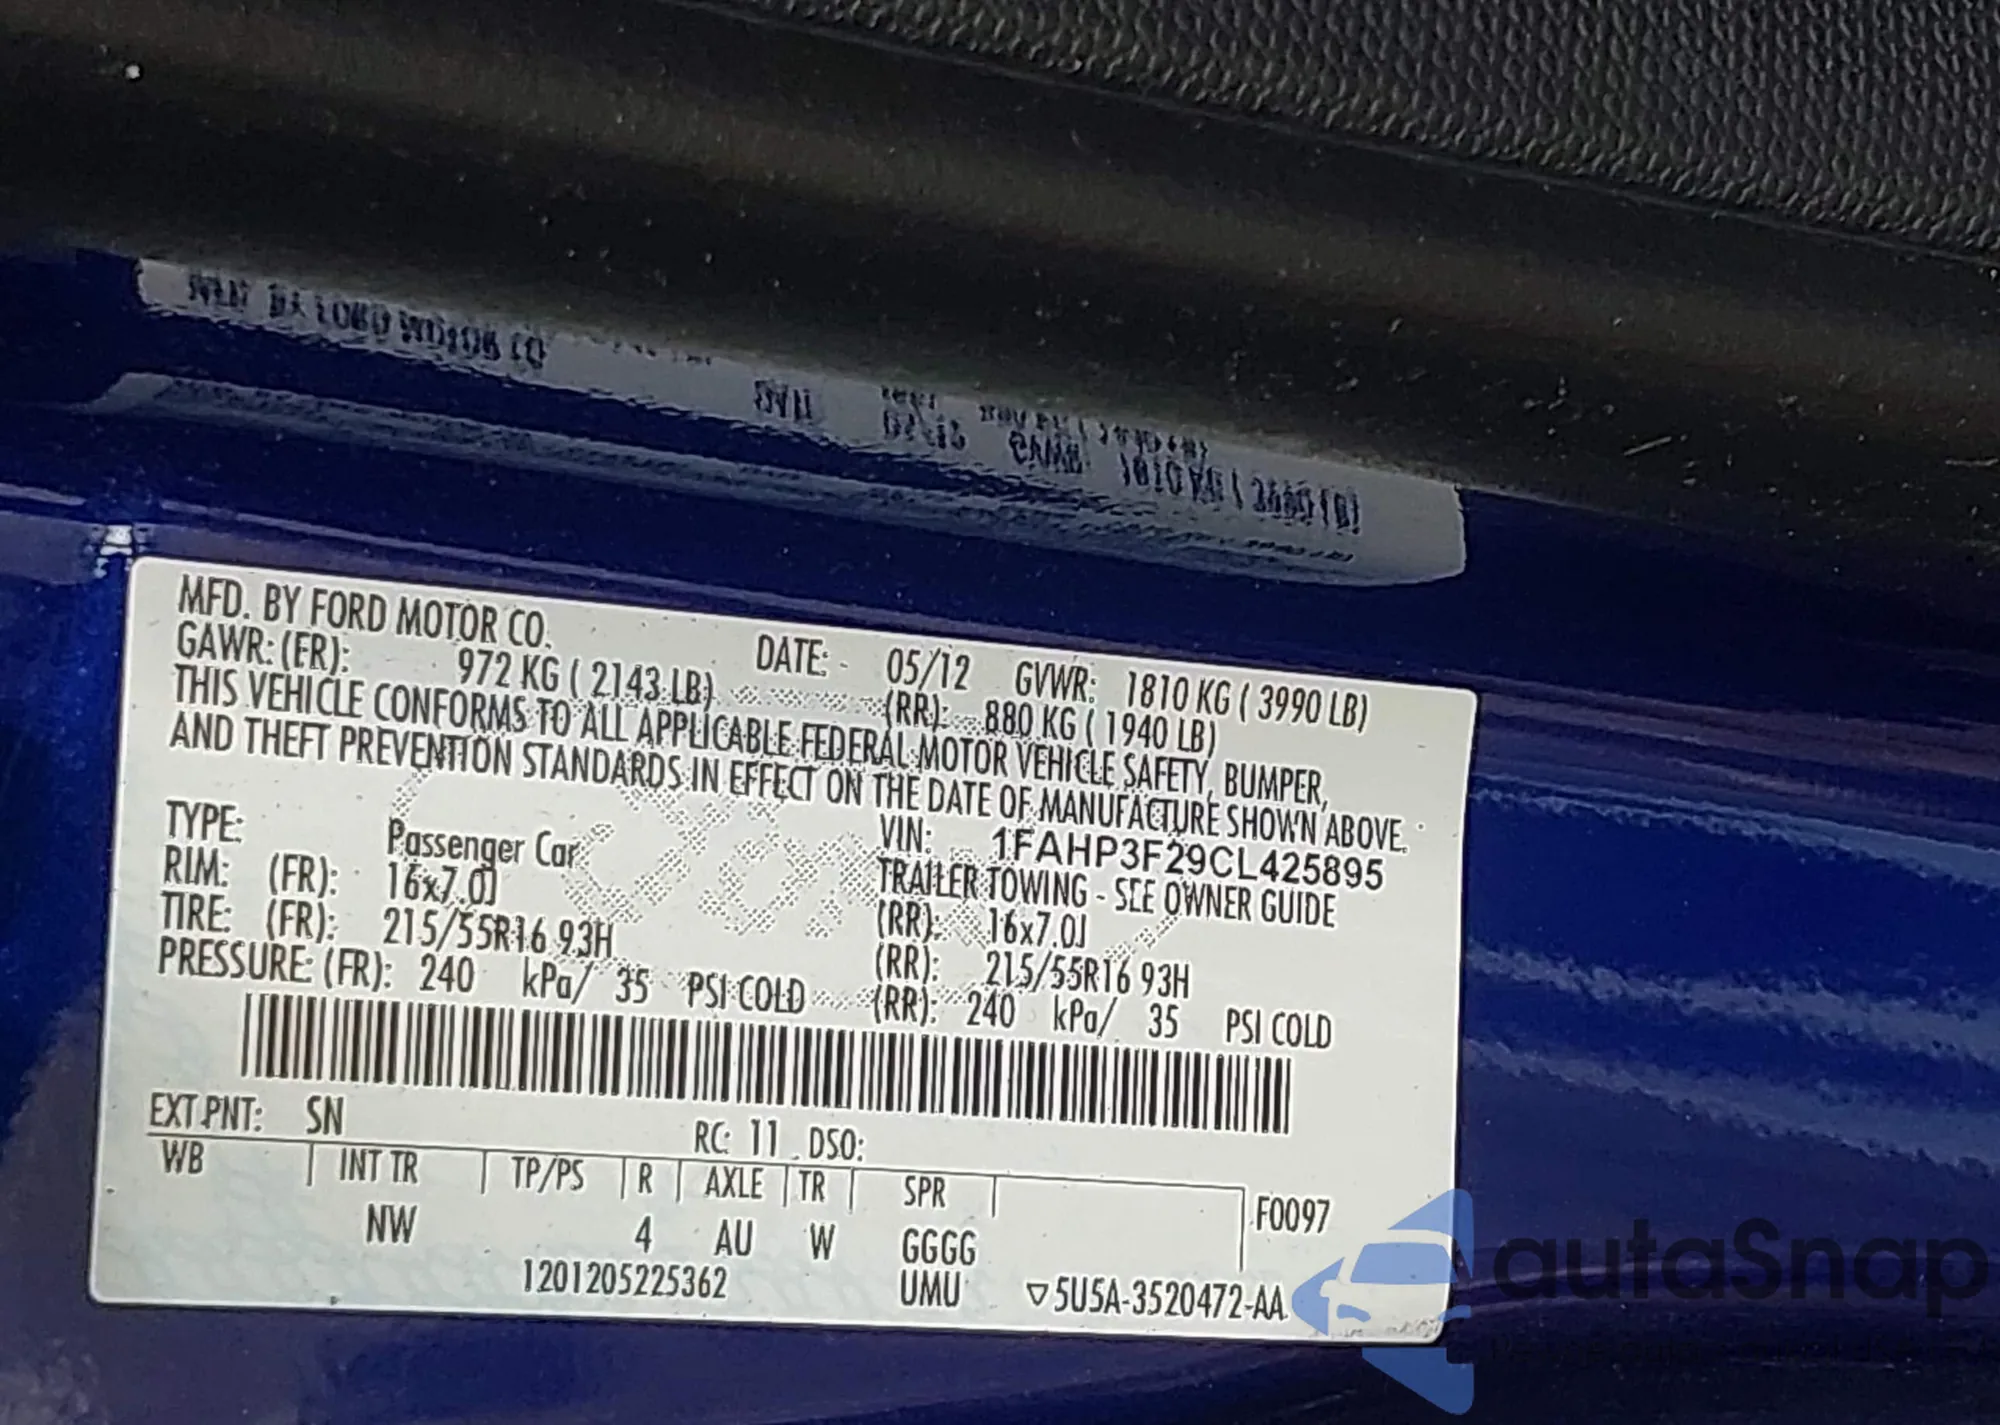 MFD. BY FORD MOTOR CO. DATE: 05/12 GVWR: 1810 KG ( 3990 LB)
GAWR: (FR): 972 KG ( 2143 LB) (RR): 880 KG ( 1940 LB)
THIS VEHICLE CONFORMS TO ALL APPLICABLE FEDERAL MOTOR VEHICLE SAFETY, BUMPER,
AND THEFT PREVENTION STANDARDS IN EFFECT ON THE DATE OF MANUFACTURE SHOWN ABOVE.
VIN: 1FAHP3F29CL425895
TYPE: Passenger Car TRAILER TOWING - SEE OWNER GUIDE
RIM: (FR): 16x7.0J (RR): 16x7.0J
TIRE: (FR): 215/55R16 93H (RR): 215/55R16 93H
PRESSURE: (FR): 240 kPa/ 35 PSI COLD (RR): 240 kPa/ 35 PSI COLD
EXT PNT: SN RC: 11 DSO:
WB INT TR TP/PS R AXLE TR SPR F0097
NW 4 AU W GGGG
1201205225362 UMU ▽5U5A-3520472-AA
autaSnap